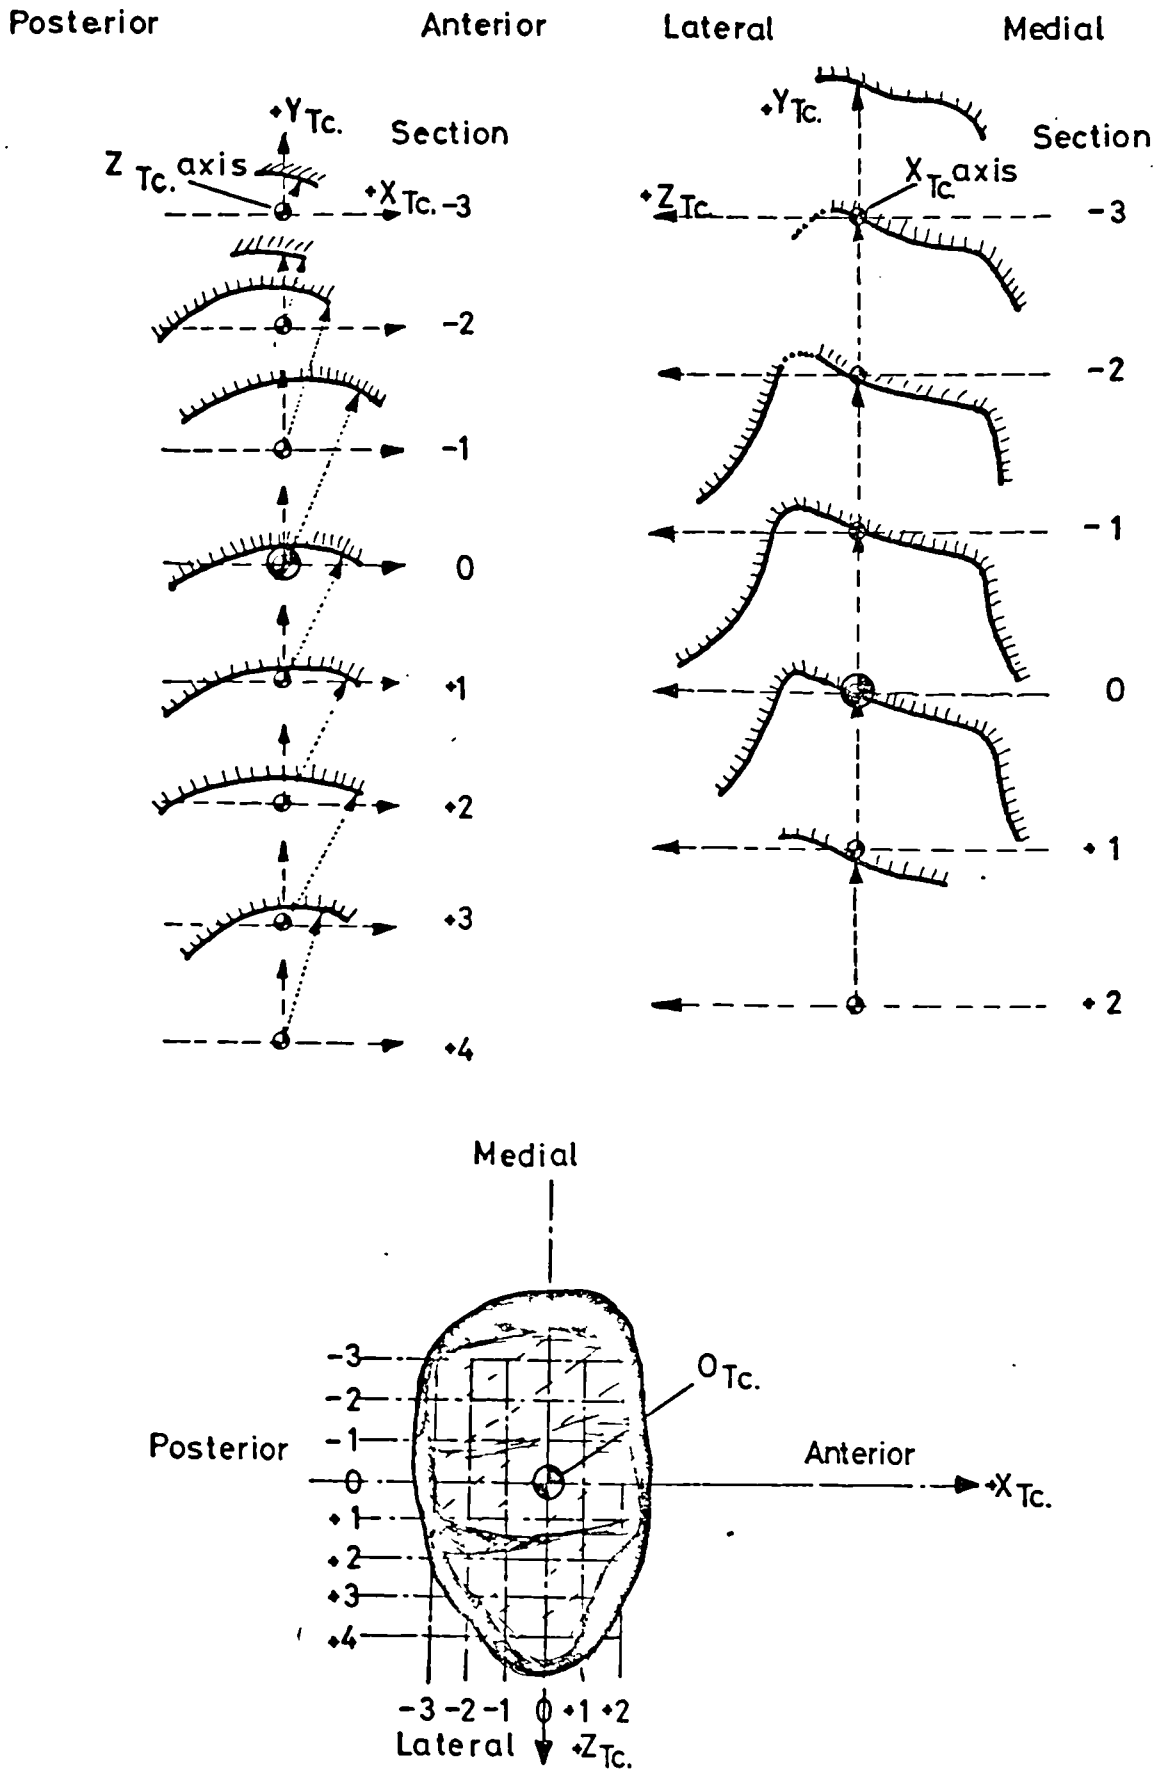 Posterior Anterior Lateral Medial
+Y Tc. Section
Z Tc. axis
+X Tc. -3
-2
-1
0
+1
+2
+3
+4
+Y Tc. Section
X Tc. axis
+Z Tc. -3
-2
-1
0
+1
+2
Medial
-3
O Tc.
-2
Posterior -1 Anterior
0 +X Tc.
+1
+2
+3
+4
-3 -2 -1 0 +1 +2
Lateral +Z Tc.